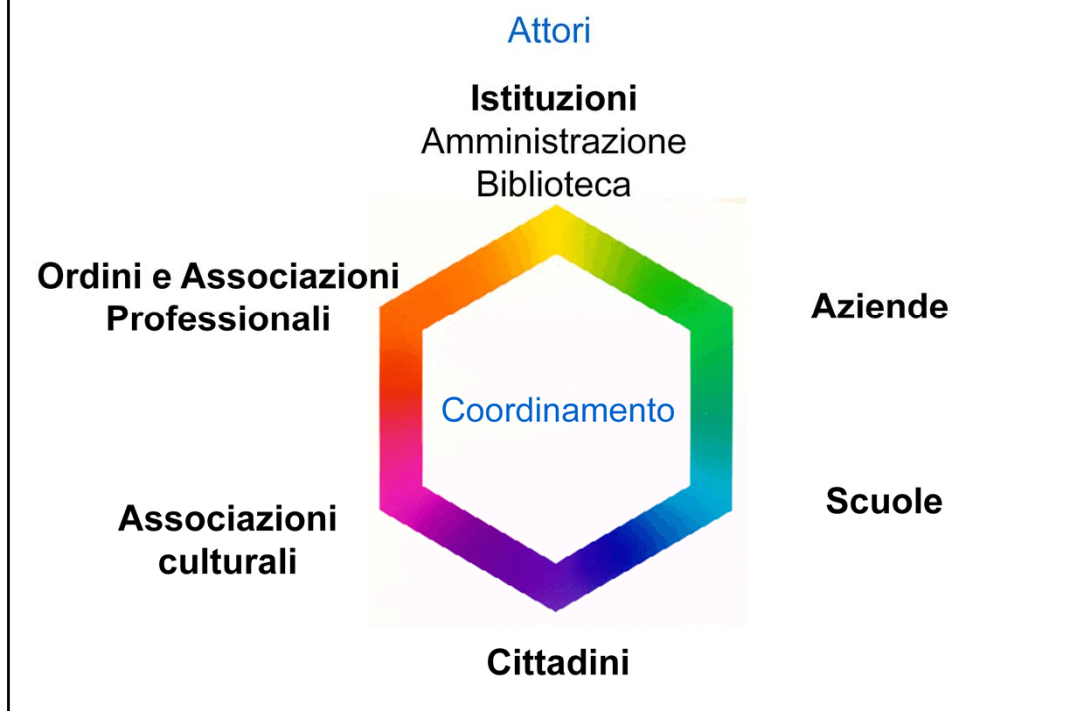 Attori
Istituzioni
Amministrazione
Biblioteca
Ordini e Associazioni
Professionali
Aziende
Coordinamento
Scuole
Associazioni
culturali
Cittadini